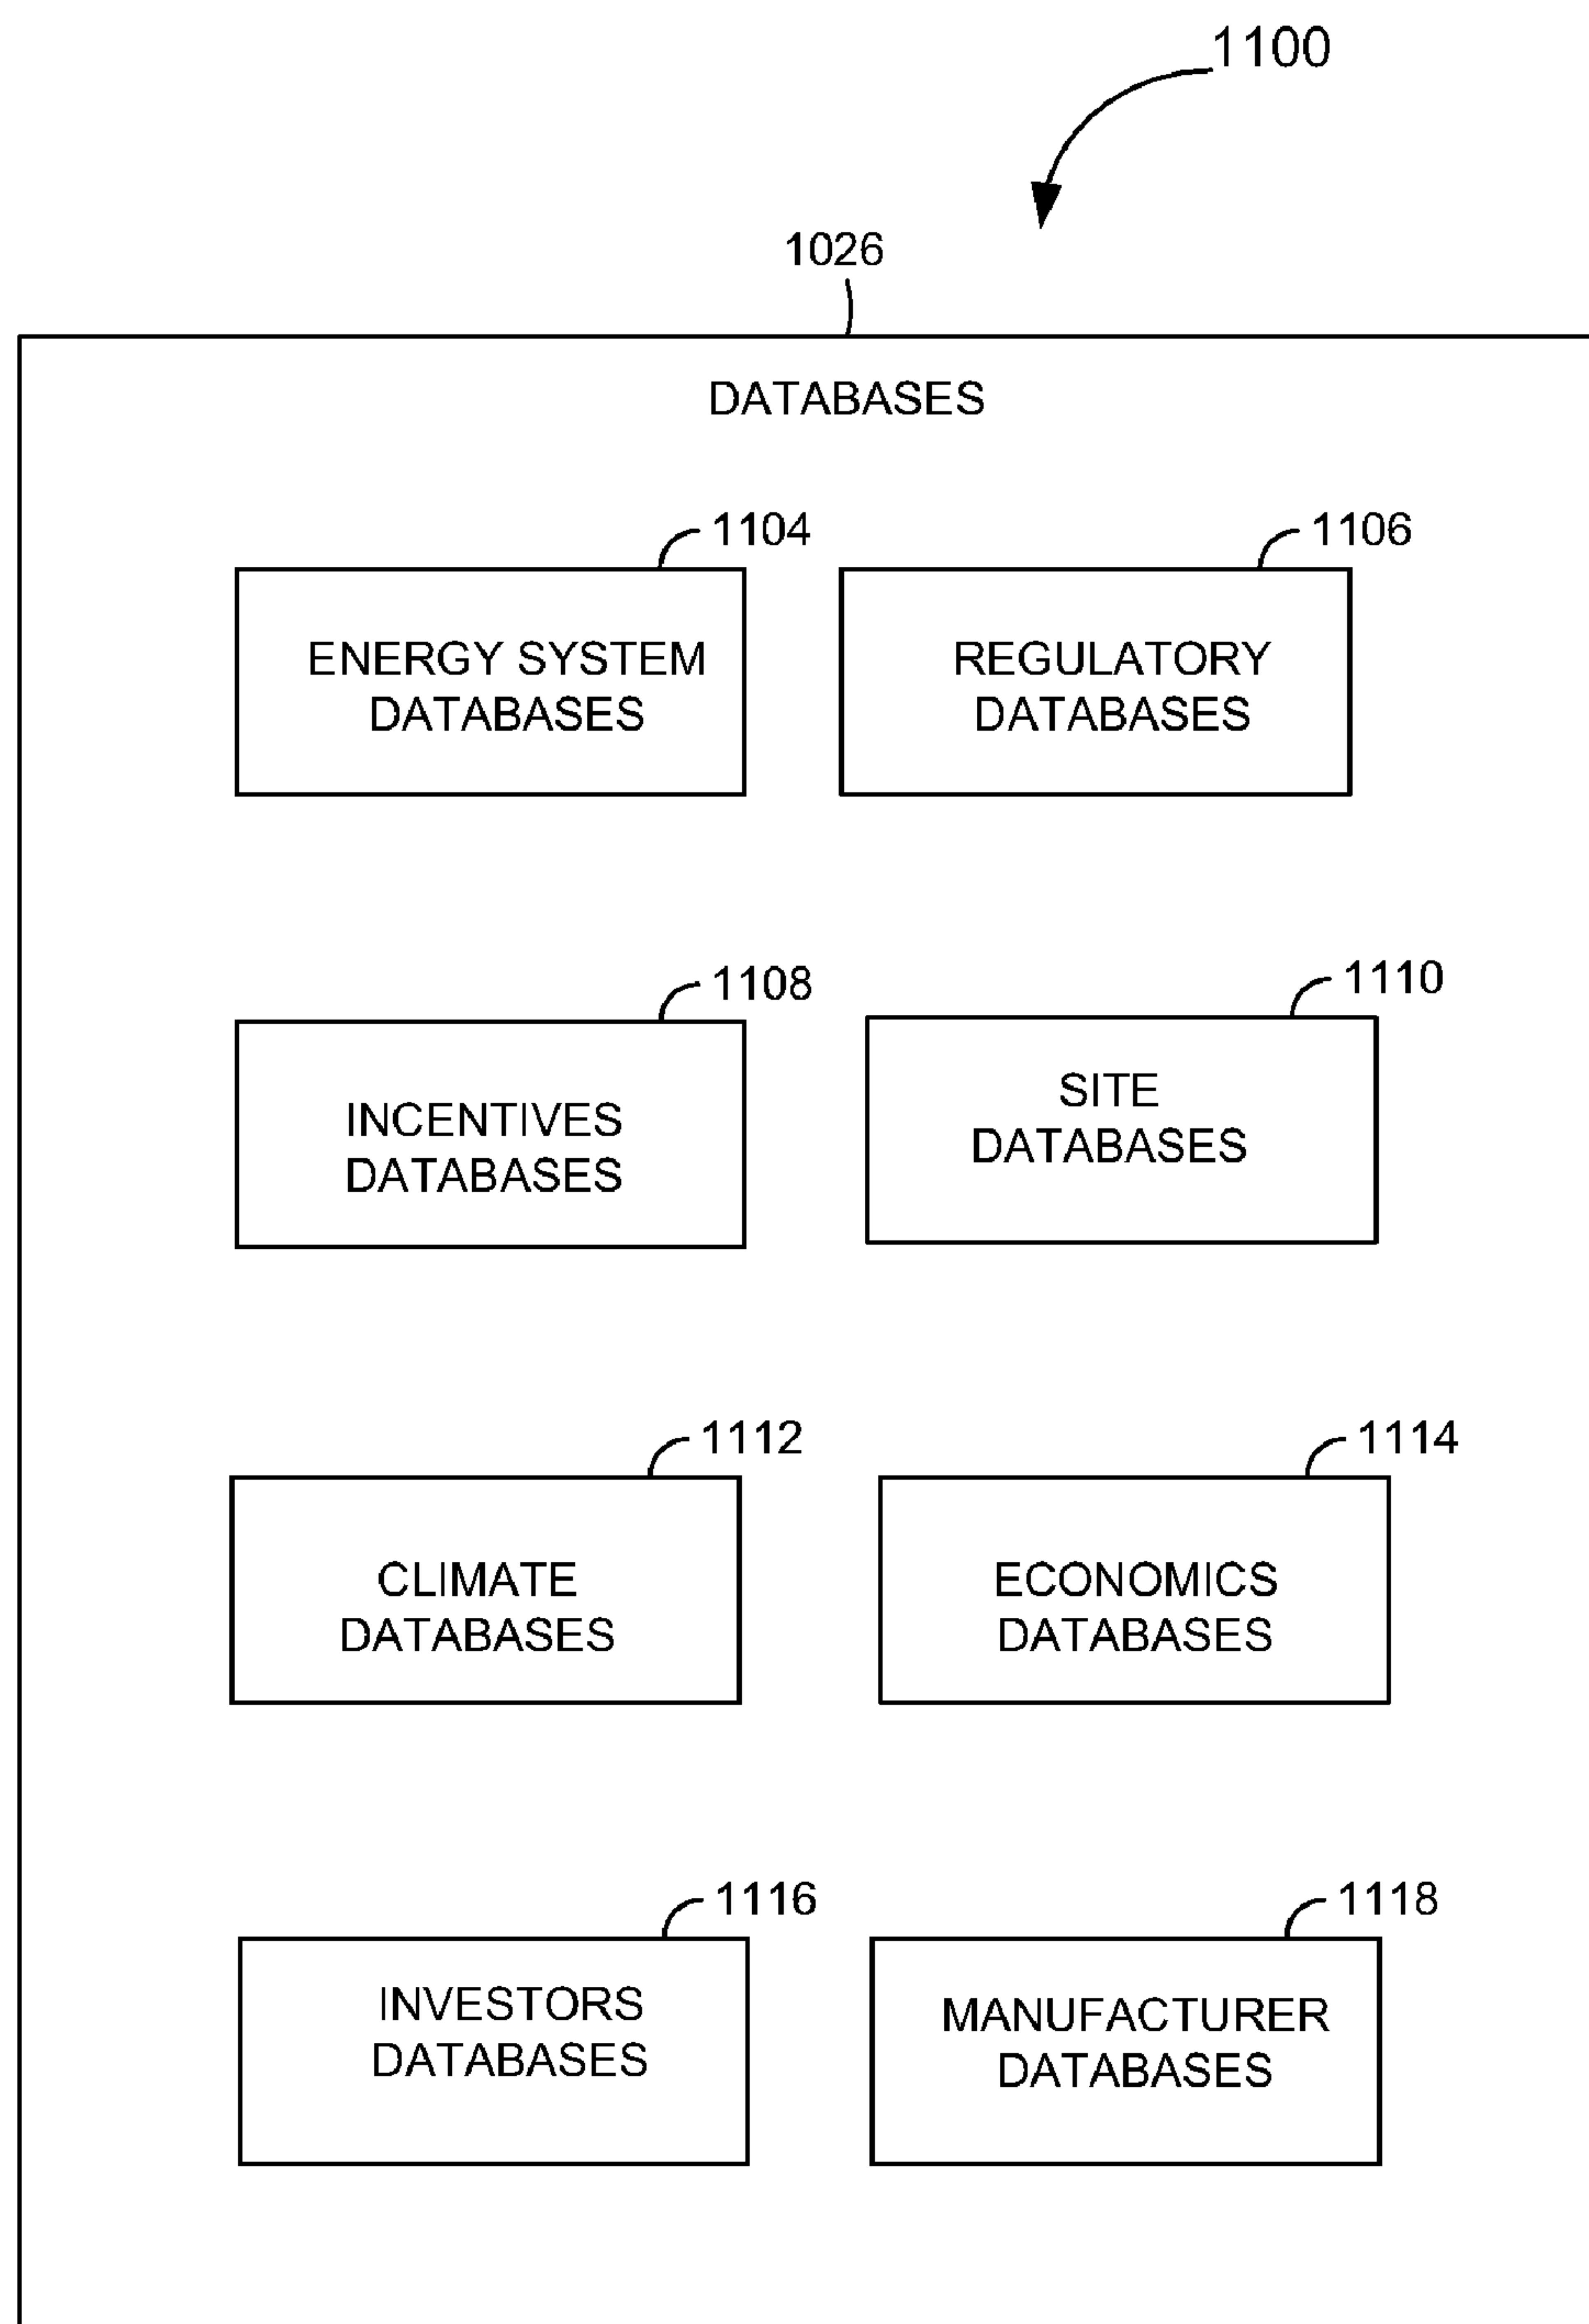 1100
1026
DATABASES
1104
1106
ENERGY SYSTEM
DATABASES
REGULATORY
DATABASES
1108
1110
INCENTIVES
DATABASES
SITE
DATABASES
1112
1114
CLIMATE
DATABASES
ECONOMICS
DATABASES
1116
1118
INVESTORS
DATABASES
MANUFACTURER
DATABASES